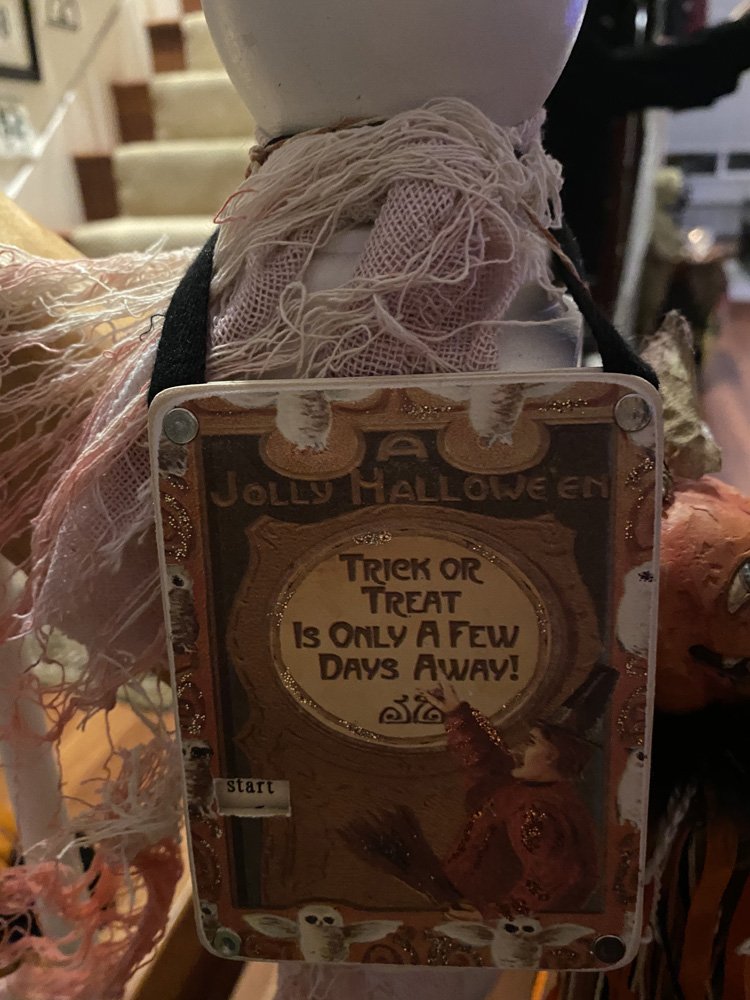 A
Jolly Hallowe'en
Trick or
Treat
Is Only A Few
Days Away!
start